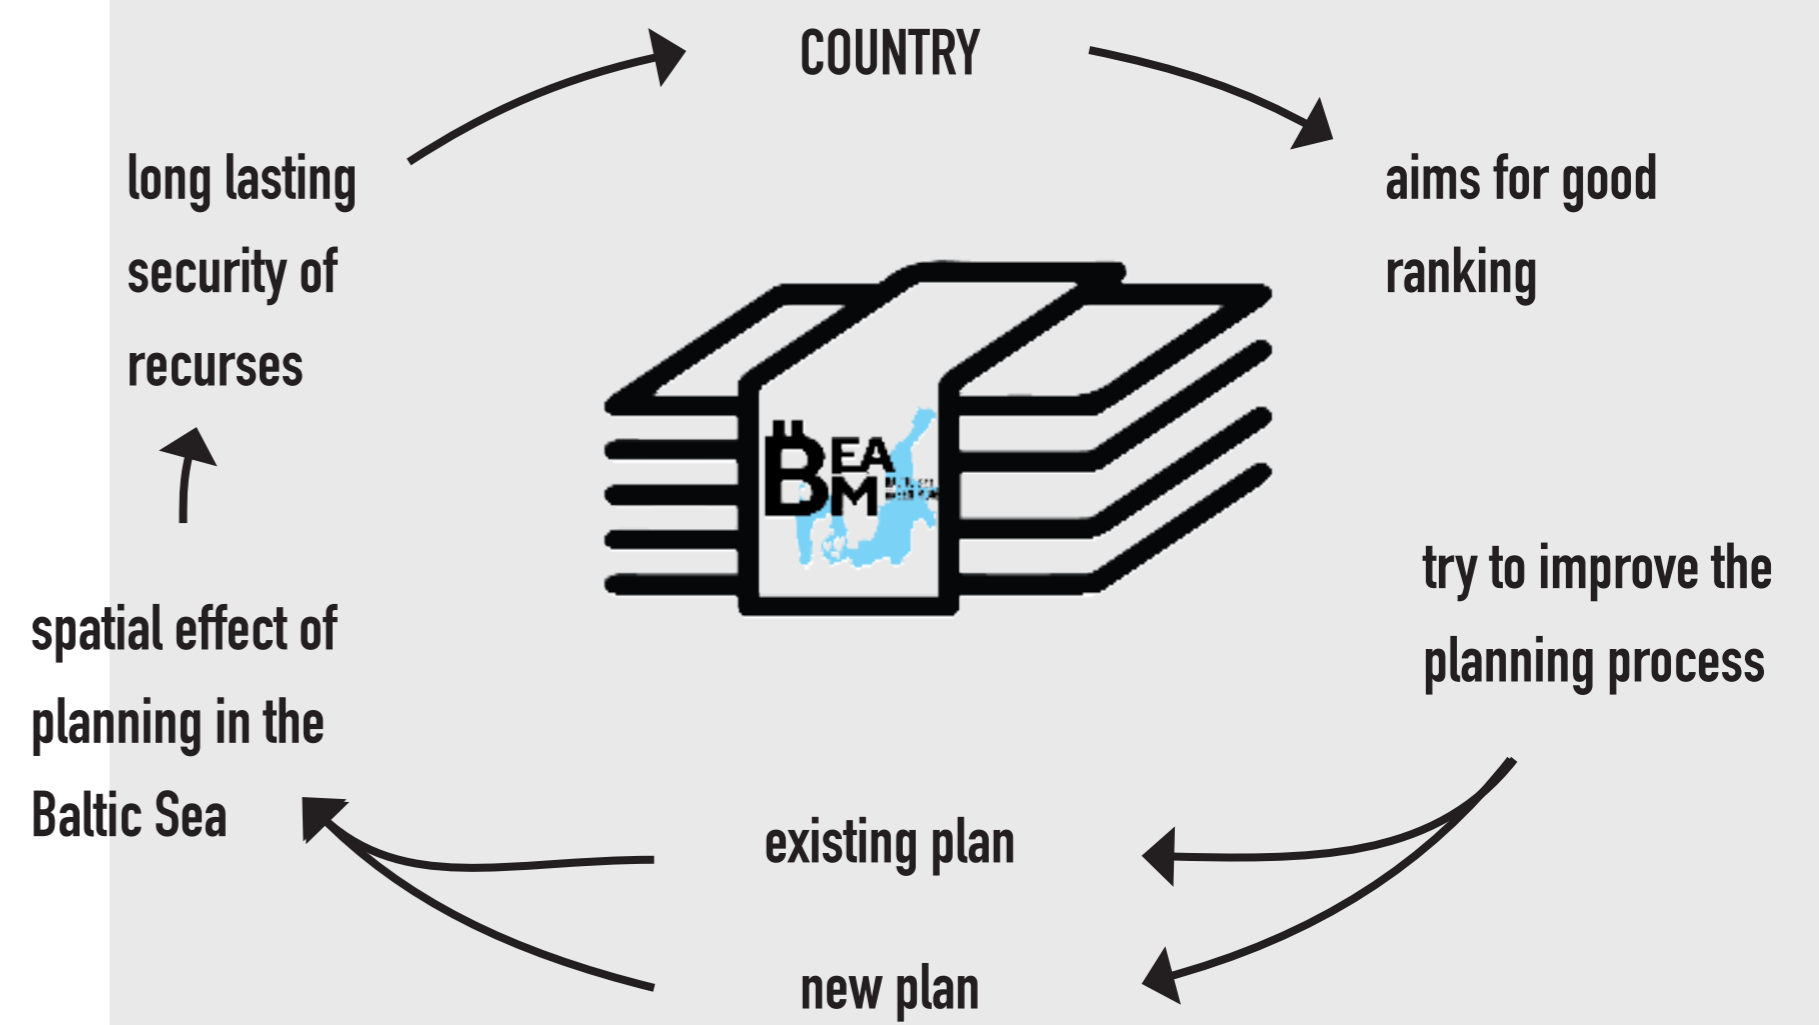 COUNTRY
aims for good
ranking
try to improve the
planning process
existing plan
new plan
spatial effect of
planning in the
Baltic Sea
long lasting
security of
recurses
BEAM